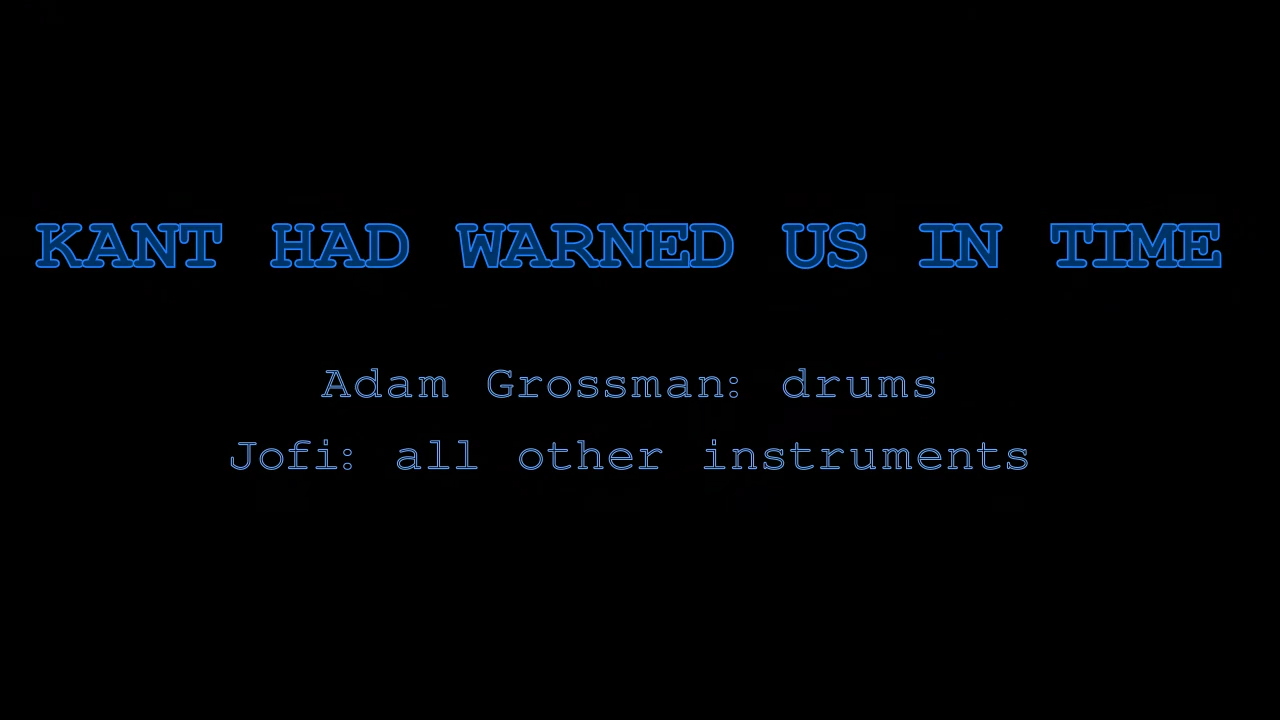 KANT HAD WARNED US IN TIME
Adam Grossman: drums
Jofi: all other instruments